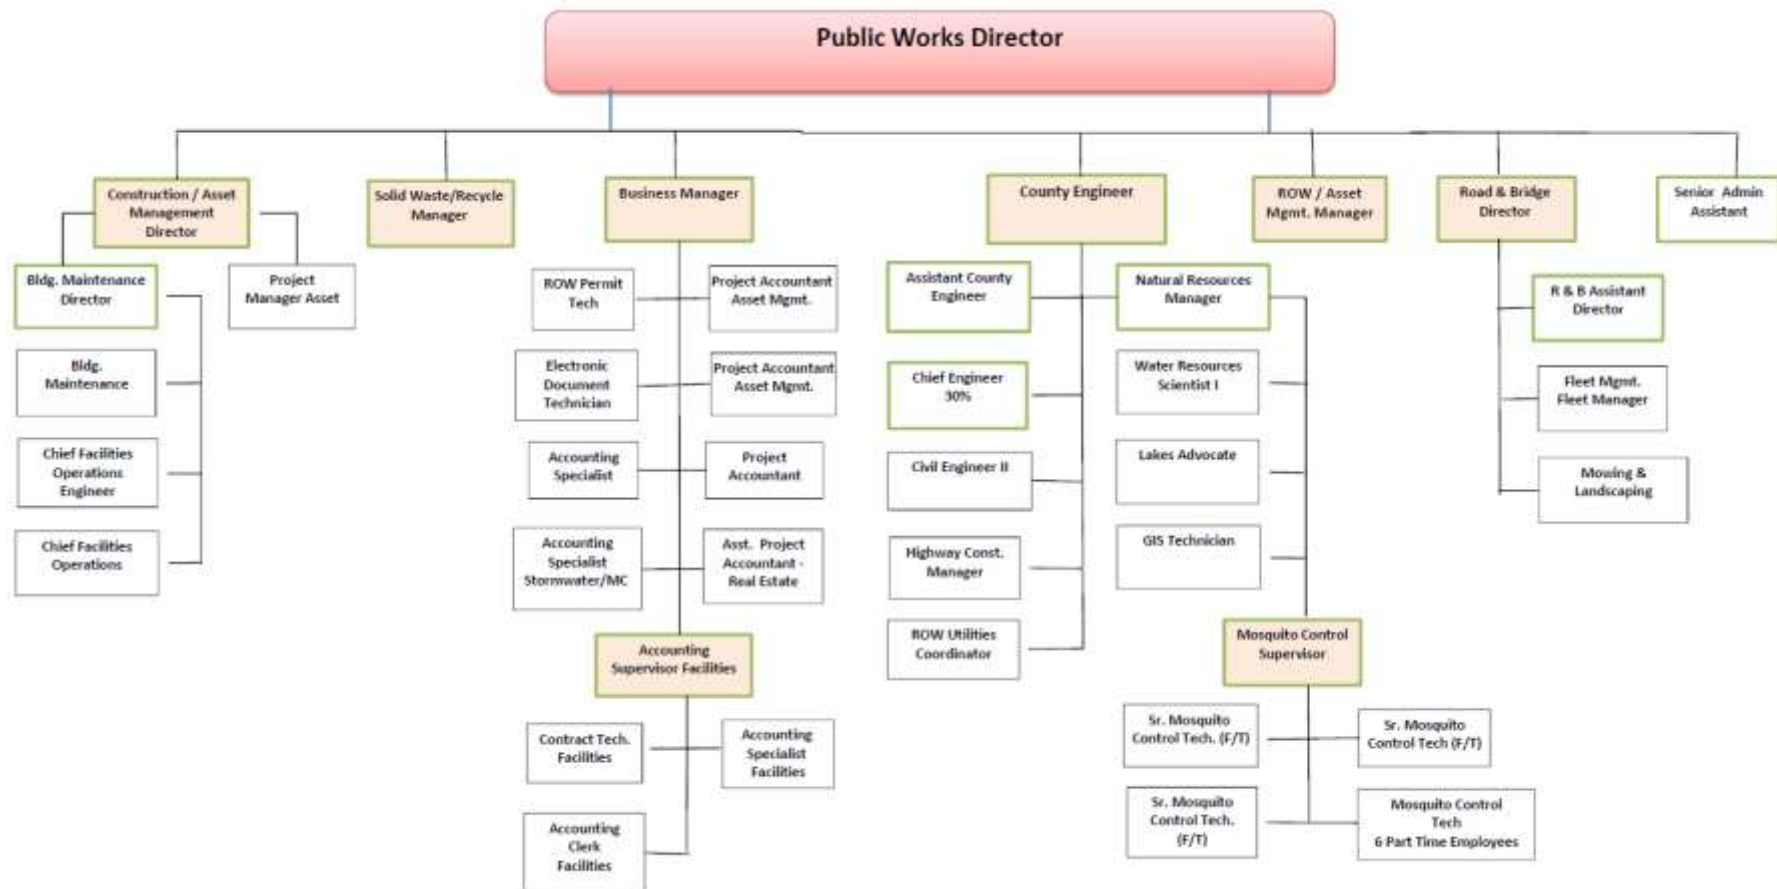 Public Works Director
Construction / Asset
Management
Director
Solid Waste/Recycle
Manager
Business Manager
County Engineer
ROW / Asset
Mgmt. Manager
Road & Bridge
Director
Senior Admin
Assistant
Bldg. Maintenance
Director
Project
Manager Asset
Bldg.
Maintenance
Chief Facilities
Operations
Engineer
Chief Facilities
Operations
ROW Permit
Tech
Project Accountant
Asset Mgmt.
Electronic
Document
Technician
Project Accountant
Asset Mgmt.
Accounting
Specialist
Project
Accountant
Accounting
Specialist
Stormwater/MC
Asst. Project
Accountant -
Real Estate
Accounting
Supervisor Facilities
Contract Tech.
Facilities
Accounting
Specialist
Facilities
Accounting
Clerk
Facilities
Assistant County
Engineer
Natural Resources
Manager
Chief Engineer
30%
Water Resources
Scientist I
Civil Engineer II
Lakes Advocate
Highway Const.
Manager
GIS Technician
ROW Utilities
Coordinator
Mosquito Control
Supervisor
Sr. Mosquito
Control Tech. (F/T)
Sr. Mosquito
Control Tech (F/T)
Sr. Mosquito
Control Tech.
(F/T)
Mosquito Control
Tech
6 Part Time Employees
R & B Assistant
Director
Fleet Mgmt.
Fleet Manager
Mowing &
Landscaping